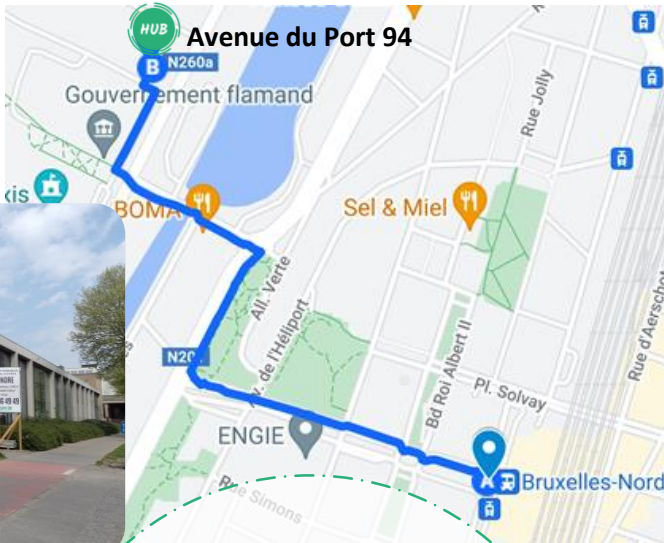 HUB
Avenue du Port 94
B
N260a
Gouvernement flamand
Rue Jolly
BOMA
Sel & Miel
All. Verte
Av. de l'Héliport
Bd Roi Albert II
Rue d'Aerschot
Pl. Solvay
ENGIE
A
Bruxelles-Nord
Rue Simons